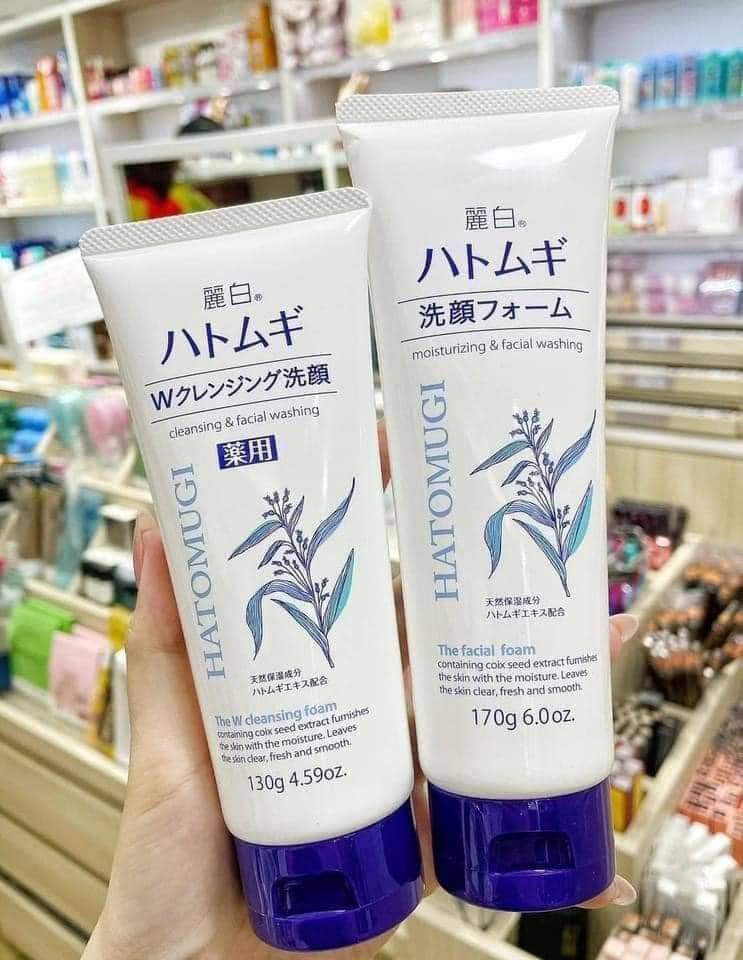 麗白®
ハトムギ
Wクレンジング洗顔
cleansing & facial washing
薬用
HATOMUGI
天然保湿成分
ハトムギエキス配合
The W cleansing foam
containing coix seed extract furnishes
the skin with the moisture. Leaves
the skin clear, fresh and smooth.
130g 4.59oz.
麗白®
ハトムギ
洗顔フォーム
moisturizing & facial washing
HATOMUGI
天然保湿成分
ハトムギエキス配合
The facial foam
containing coix seed extract furnishes
the skin with the moisture. Leaves
the skin clear, fresh and smooth.
170g 6.0oz.